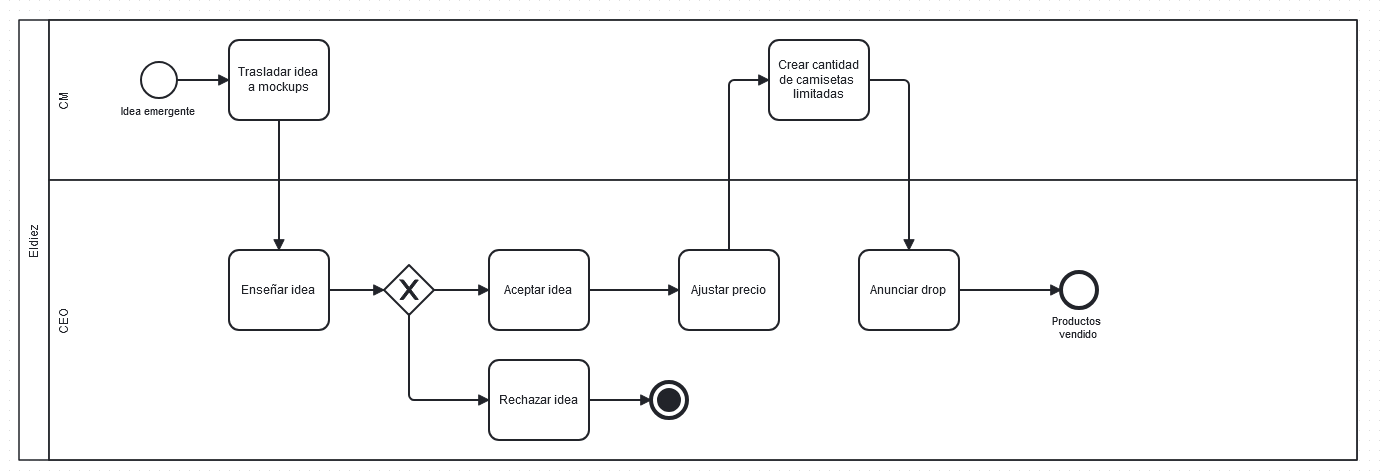 Eldiez
CM
Idea emergente
Trasladar idea
a mockups
Crear cantidad
de camisetas
limitadas
CEO
Enseñar idea
X
Aceptar idea
Ajustar precio
Anunciar drop
Productos
vendido
Rechazar idea